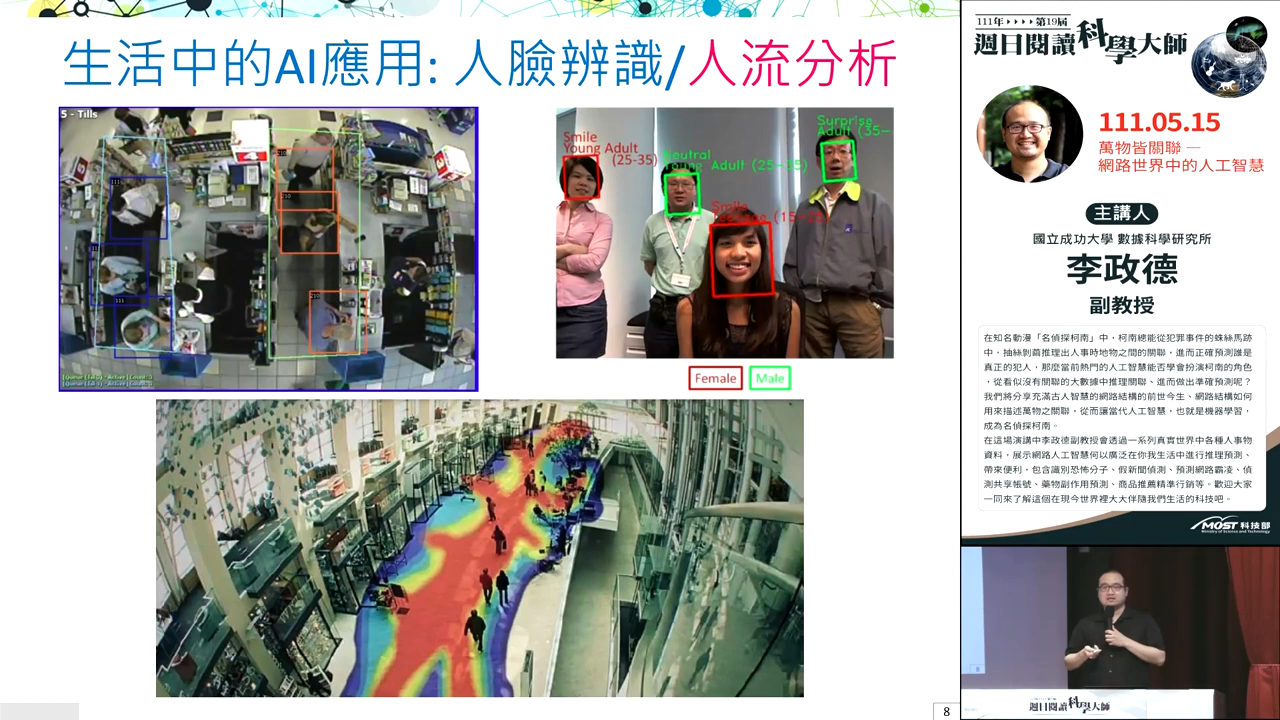 生活中的AI應用: 人臉辨識/人流分析
5 - Tills
111
111
210
210
210
Smile
Young Adult
(25-35)
Neutral
Surprise
Smile
Female
Male
8
111年 第19屆
週日閱讀科學大師
111.05.15
萬物皆關聯 —
網路世界中的人工智慧
主講人
國立成功大學 數據科學研究所
李政德
副教授
在知名動漫「名偵探柯南」中，柯南總能從犯罪事件的蛛絲馬跡
中，抽絲剝繭推理出人事時地物之間的關聯，進而正確預測誰是
真正的犯人，那麼當前熱門的人工智慧能否學會扮演柯南的角色
，從看似沒有關聯的大數據中推理關聯、進而做出準確預測呢？
我們將分享充滿古人智慧的網路結構的前世今生、網路結構如何
用來描述萬物之關聯，從而讓當代人工智慧，也就是機器學習，
成為名偵探柯南。
在這場演講中李政德副教授會透過一系列真實世界中各種人事物
資料，展示網路人工智慧何以廣泛在你我生活中進行推理預測、
帶來便利，包含識別恐怖分子、假新聞偵測、預測網路霸凌、偵
測共享帳號、藥物副作用預測、商品推薦精準行銷等。歡迎大家
一同來了解這個在現今世界裡大大伴隨我們生活的科技吧。
MOST 科技部
Ministry of Science and Technology
週日閱讀科學大師